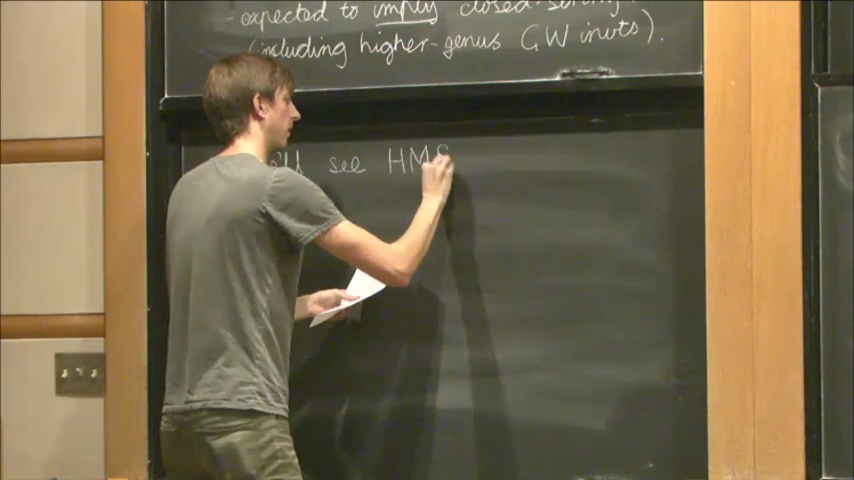 - expected to imply closed-string
(including higher-genus GW invts).
see HMS